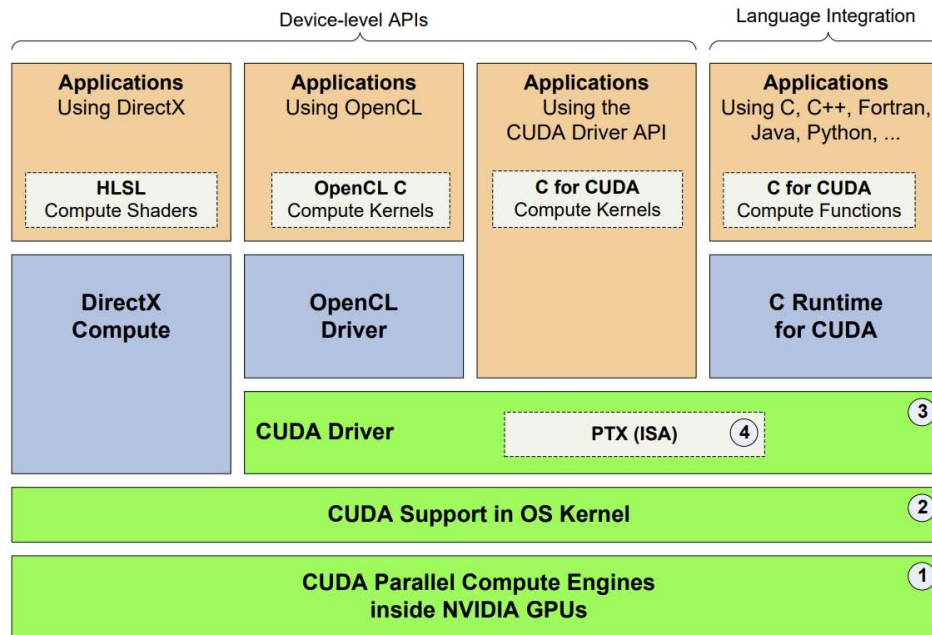 Device-level APIs
Language Integration
Applications
Using DirectX
HLSL
Compute Shaders
Applications
Using OpenCL
OpenCL C
Compute Kernels
Applications
Using the
CUDA Driver API
C for CUDA
Compute Kernels
Applications
Using C, C++, Fortran,
Java, Python, ...
C for CUDA
Compute Functions
DirectX
Compute
OpenCL
Driver
C Runtime
for CUDA
3
CUDA Driver
PTX (ISA)
4
CUDA Support in OS Kernel
2
CUDA Parallel Compute Engines
inside NVIDIA GPUs
1